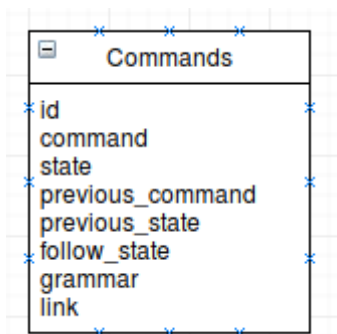 Commands
id
command
state
previous_command
previous_state
follow_state
grammar
link